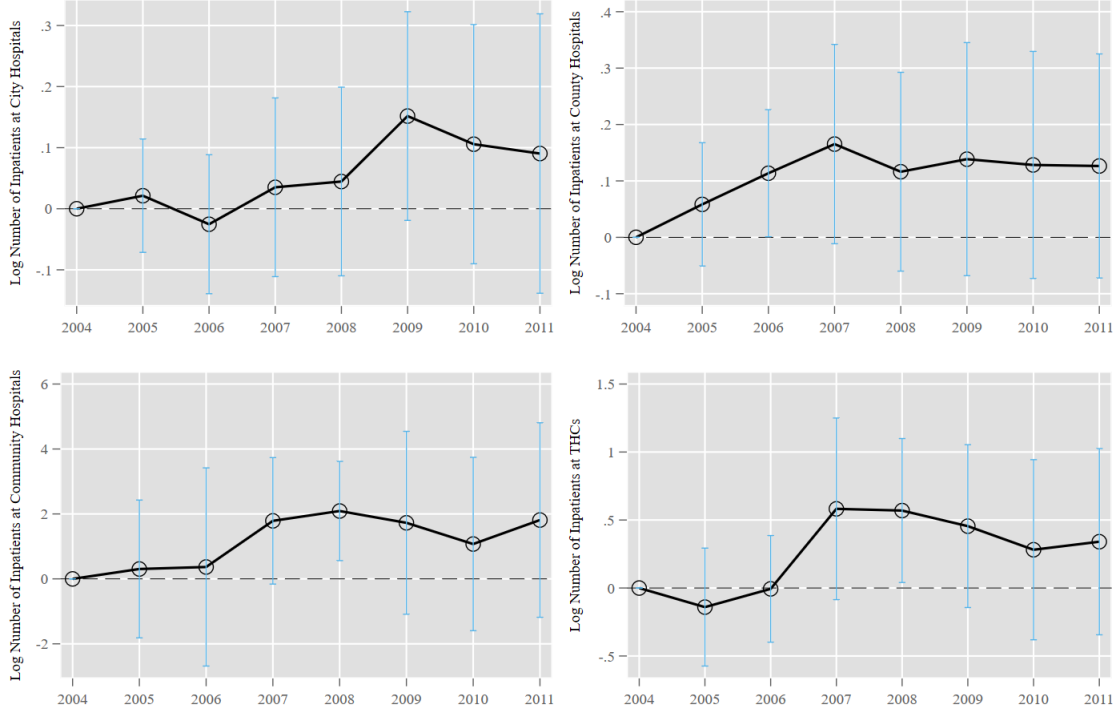 Log Number of Inpatients at City Hospitals
.3
.2
.1
0
-.1
2004 2005 2006 2007 2008 2009 2010 2011
Log Number of Inpatients at County Hospitals
.4
.3
.2
.1
0
-.1
2004 2005 2006 2007 2008 2009 2010 2011
Log Number of Inpatients at Community Hospitals
6
4
2
0
-2
2004 2005 2006 2007 2008 2009 2010 2011
Log Number of Inpatients at THCs
1.5
1
.5
0
-.5
2004 2005 2006 2007 2008 2009 2010 2011